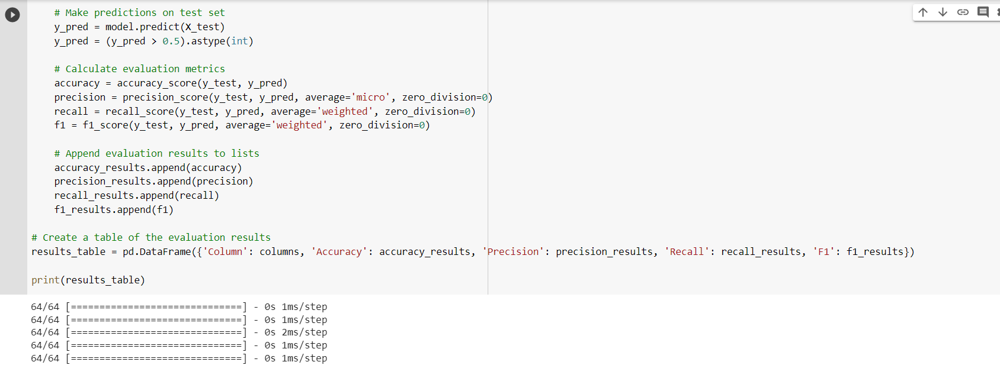 # Make predictions on test set
y_pred = model.predict(X_test)
y_pred = (y_pred > 0.5).astype(int)
# Calculate evaluation metrics
accuracy = accuracy_score(y_test, y_pred)
precision = precision_score(y_test, y_pred, average='micro', zero_division=0)
recall = recall_score(y_test, y_pred, average='weighted', zero_division=0)
f1 = f1_score(y_test, y_pred, average='weighted', zero_division=0)
# Append evaluation results to lists
accuracy_results.append(accuracy)
precision_results.append(precision)
recall_results.append(recall)
f1_results.append(f1)
# Create a table of the evaluation results
results_table = pd.DataFrame({'Column': columns, 'Accuracy': accuracy_results, 'Precision': precision_results, 'Recall': recall_results, 'F1': f1_results})
print(results_table)
64/64 [==============================] - 0s 1ms/step
64/64 [==============================] - 0s 1ms/step
64/64 [==============================] - 0s 2ms/step
64/64 [==============================] - 0s 1ms/step
64/64 [==============================] - 0s 1ms/step